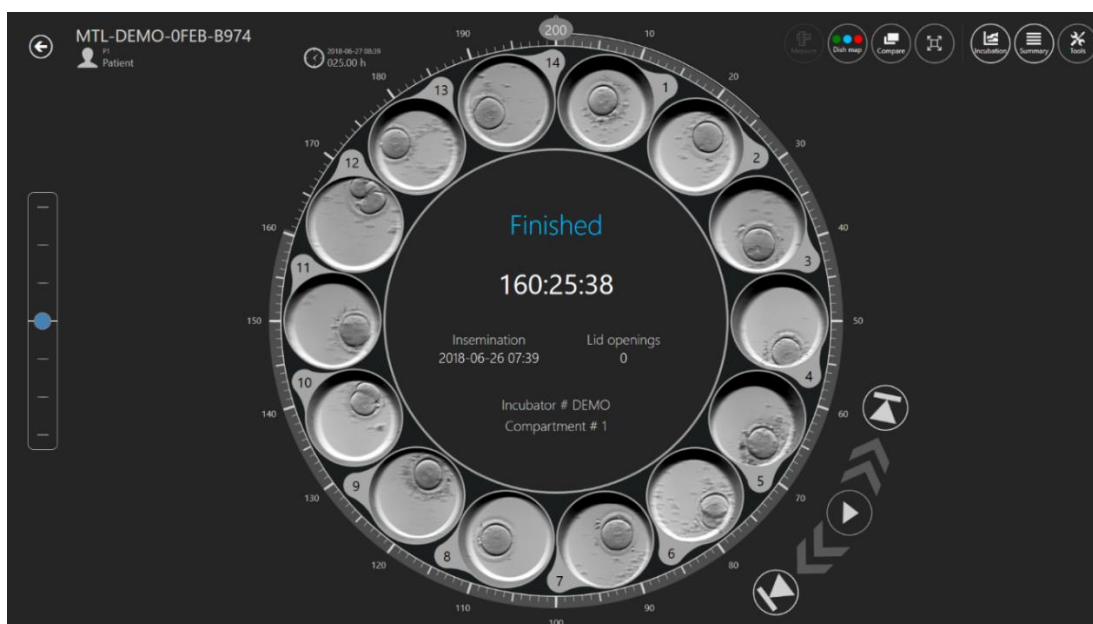 MTL-DEMO-0FEB-B974
P1
Patient
2018-06-27 08:39
025.00 h
Measure
Dish map
Compare
Incubation
Summary
Tools
200
10
20
30
40
50
60
70
80
90
100
110
120
130
140
150
160
170
180
190
1
2
3
4
5
6
7
8
9
10
11
12
13
14
Finished
160:25:38
Insemination
2018-06-26 07:39
Lid openings
0
Incubator # DEMO
Compartment # 1